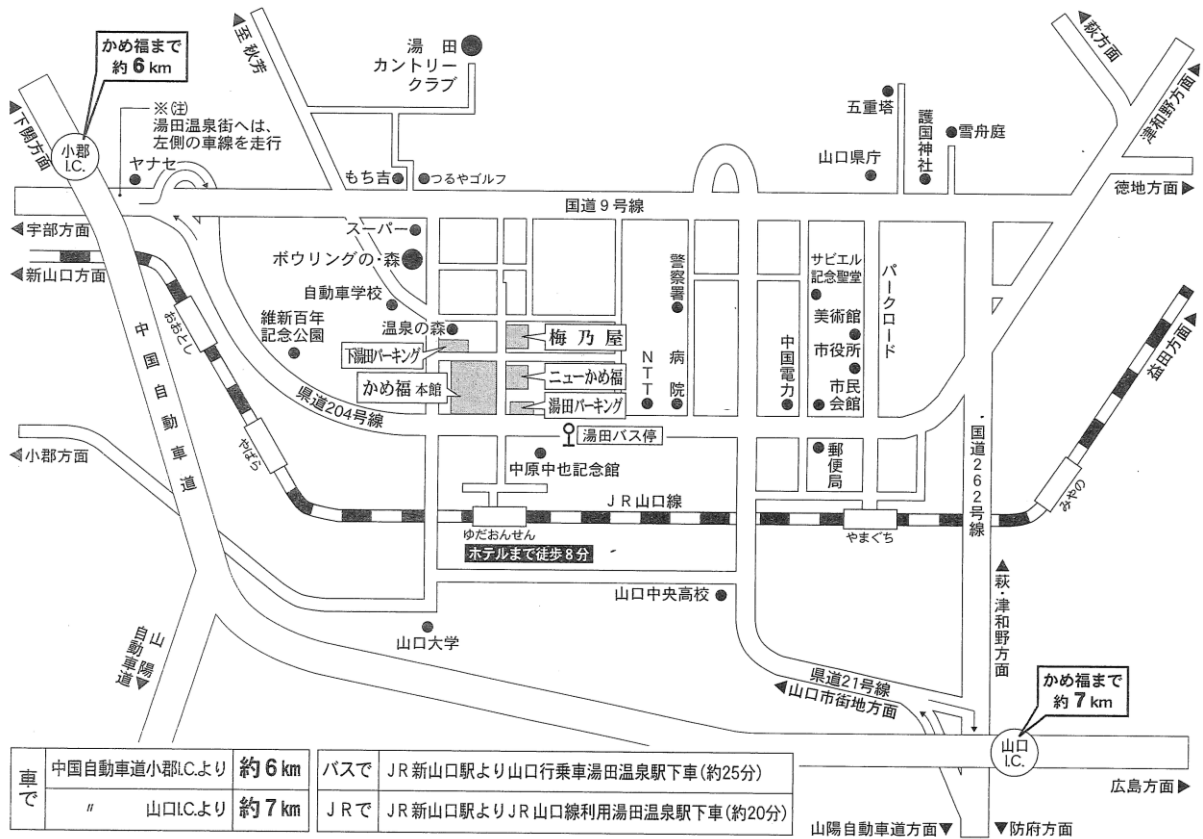 かめ福まで
約6km
◀下関方面
小郡
I.C.
※(注)
湯田温泉街へは、
左側の車線を走行
ヤナセ
◀至 秋芳
湯田
カントリー
クラブ
もち吉
つるやゴルフ
五重塔
山口県庁
護国神社
雪舟庭
◀萩方面
津和野方面▶
徳地方面▶
国道9号線
◀宇部方面
◀新山口方面
スーパー
ボウリングの・森
自動車学校
維新百年
記念公園
温泉の森
下湯田パーキング
かめ福 本館
梅乃屋
ニューかめ福
湯田パーキング
おおとし
やばら
中国自動車道
県道204号線
警察署
NTT
病院
中国電力
サビエル
記念聖堂
美術館
市役所
市民
会館
パークロード
益田方面▶
湯田バス停
中原中也記念館
郵便局
国道262号線
◀小郡方面
JR山口線
ゆだおんせん
ホテルまで徒歩8分
やまぐち
みやの
山口中央高校
山口大学
山陽
自動車道▶
◀萩・津和野方面
県道21号線
◀山口市街地方面
かめ福まで
約7km
山口
I.C.
広島方面▶
山陽自動車道方面▼
▼防府方面
車で
中国自動車道小郡I.C.より 約6km
〃 山口I.C.より 約7km
バスで JR新山口駅より山口行乗車湯田温泉駅下車(約25分)
JRで JR新山口駅よりJR山口線利用湯田温泉駅下車(約20分)